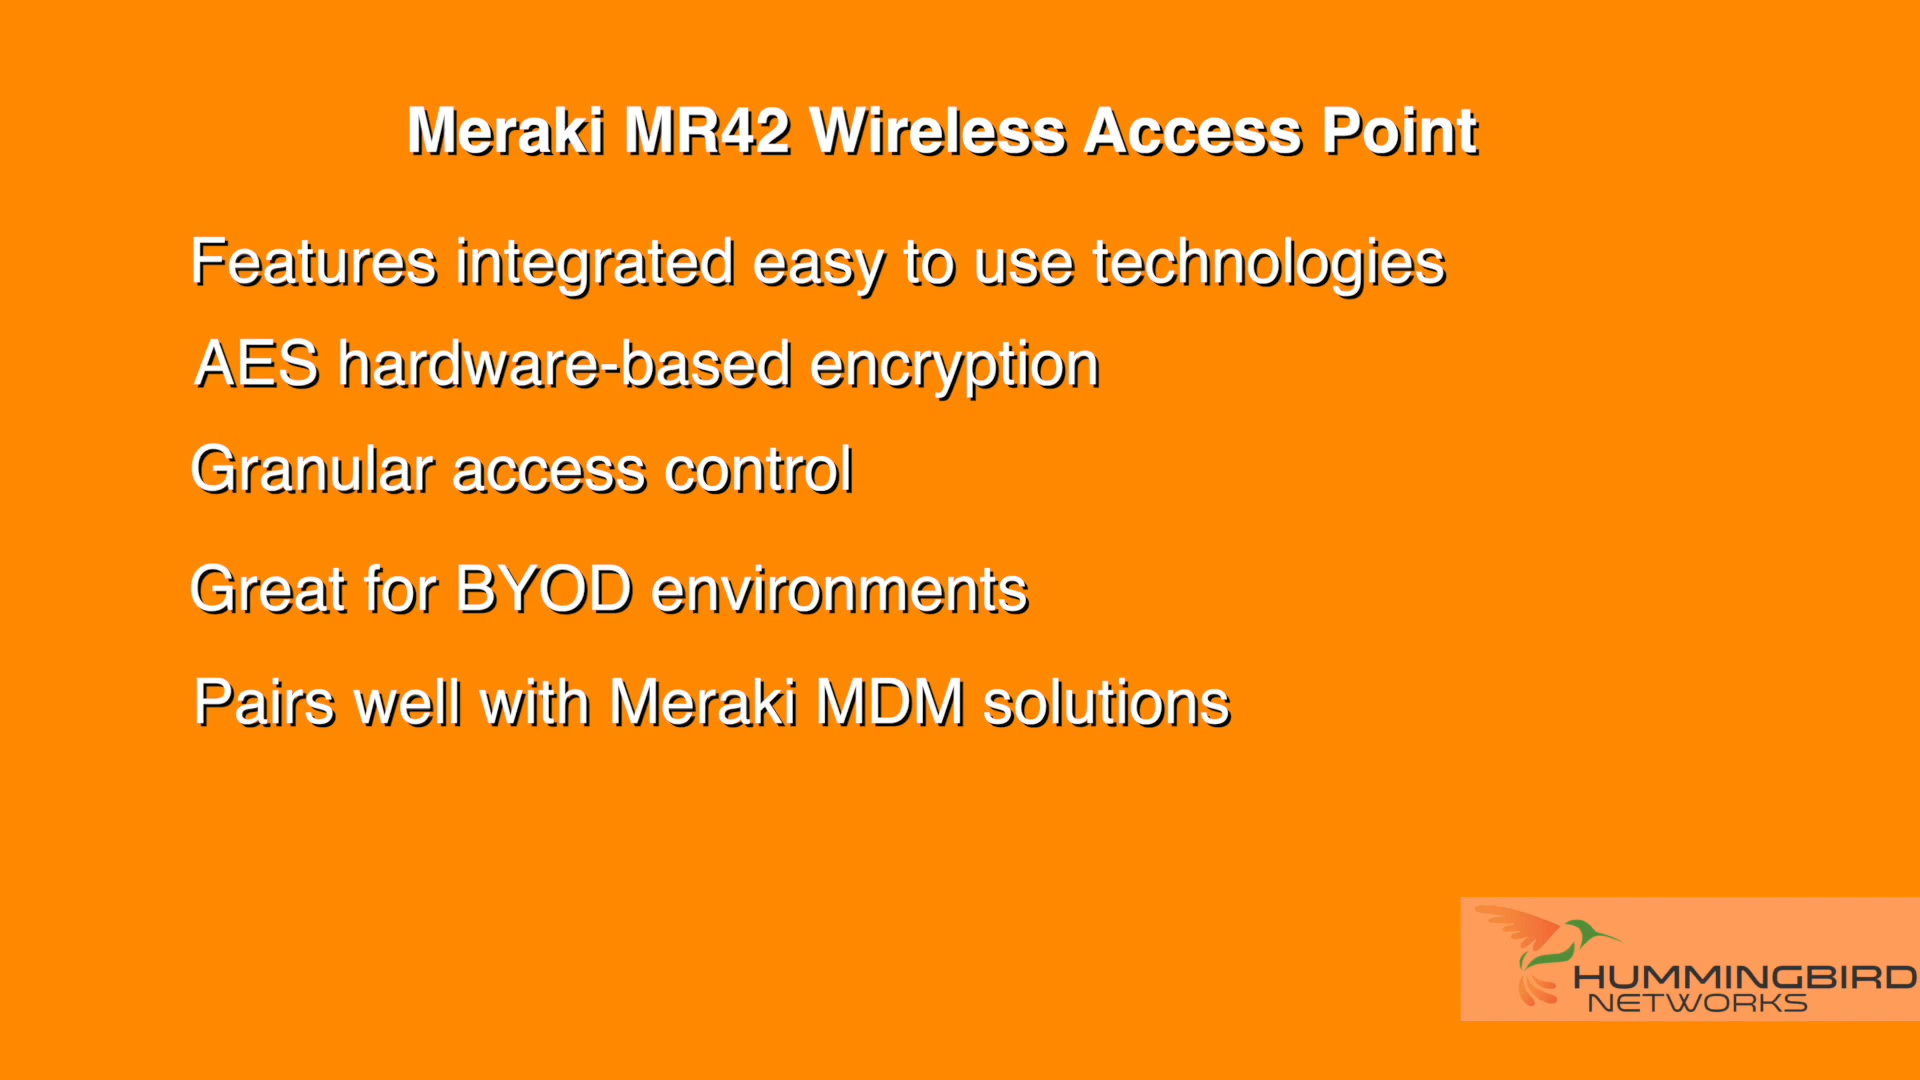 Meraki MR42 Wireless Access Point
Features integrated easy to use technologies
AES hardware-based encryption
Granular access control
Great for BYOD environments
Pairs well with Meraki MDM solutions
HUMMINGBIRD
NETWORKS